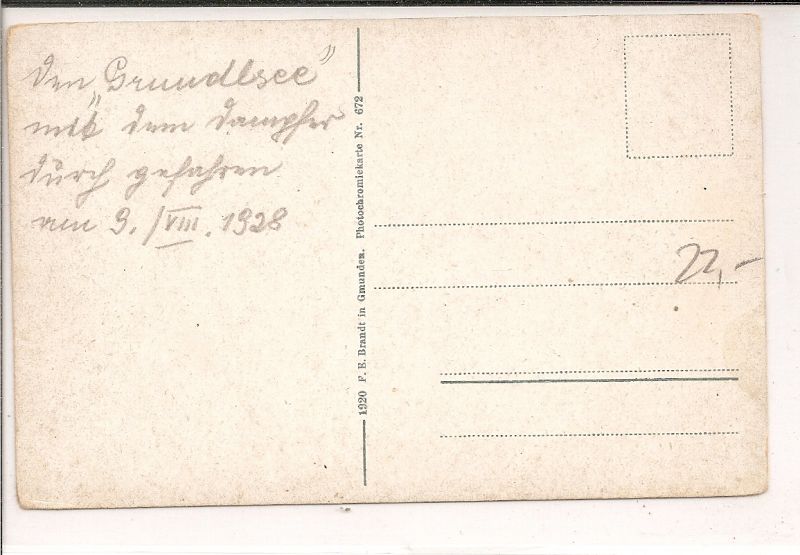 Den „Grundlsee"
mit dem Dampfer
durch gefahren
am 9./VIII. 1928
1920 F. E. Brandt in Gmunden. Photochromiekarte Nr. 672
22,-